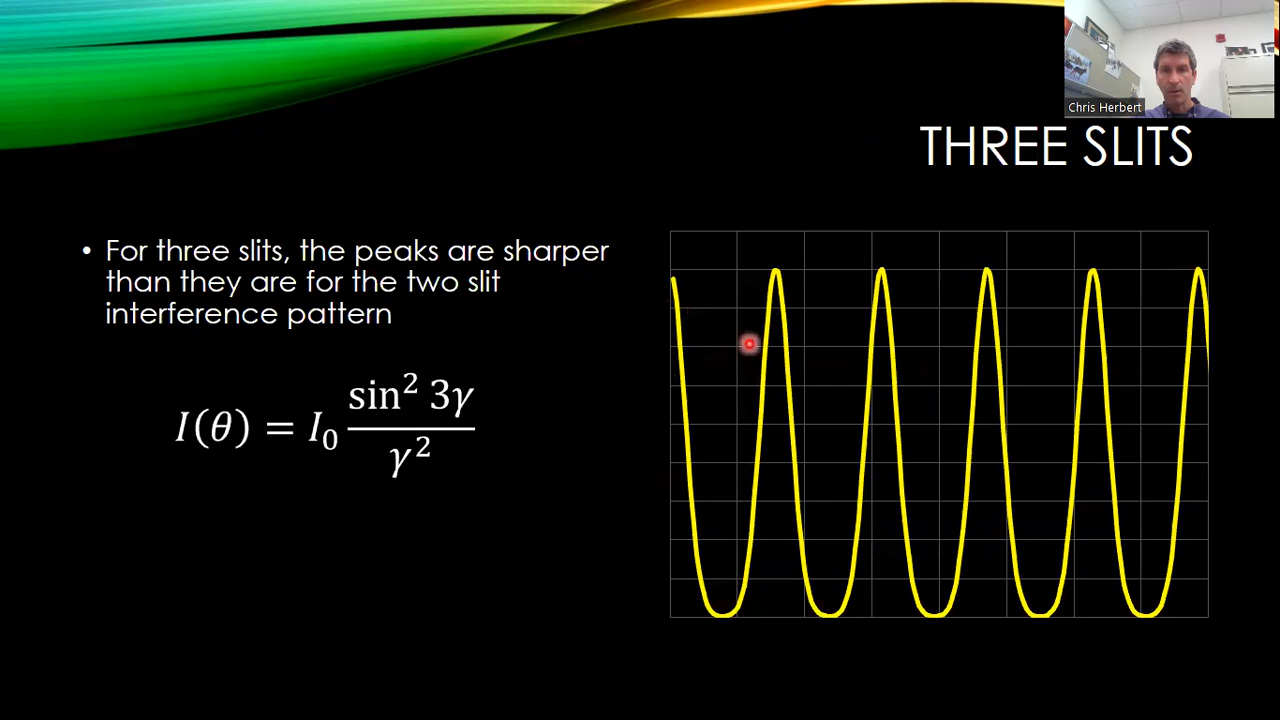 Chris Herbert
THREE SLITS
• For three slits, the peaks are sharper
than they are for the two slit
interference pattern
I(θ) = I₀ sin² 3γ / γ²